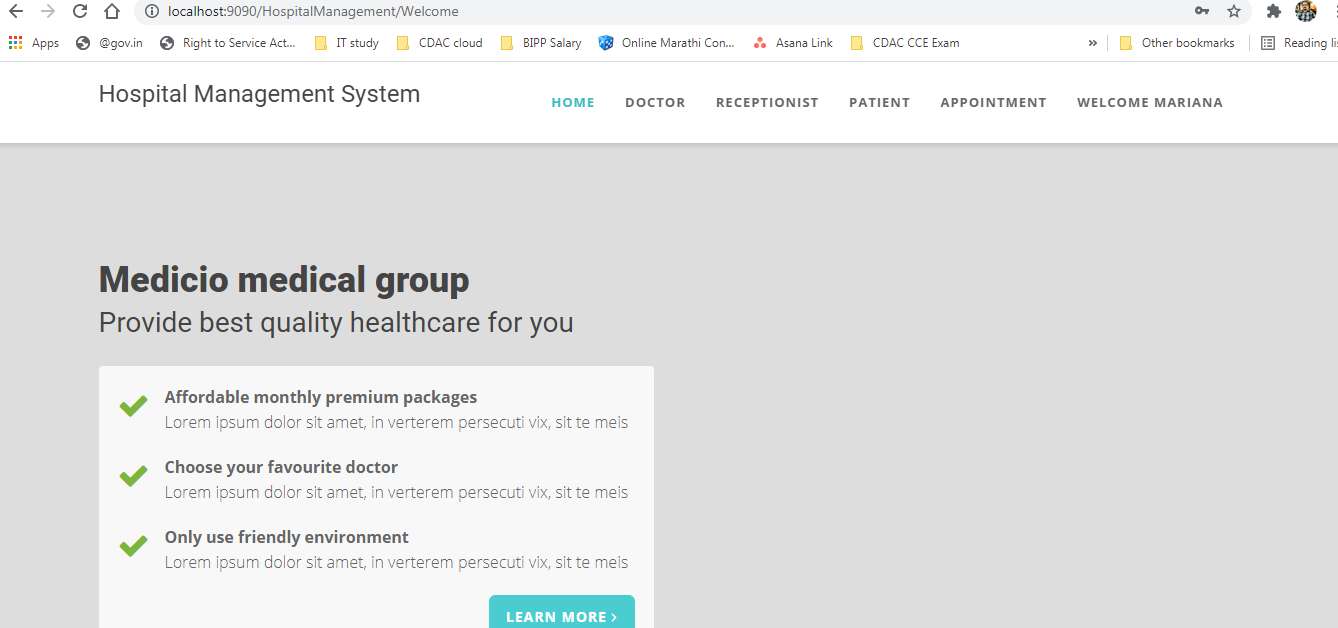 localhost:9090/HospitalManagement/Welcome
Apps @gov.in Right to Service Act... IT study CDAC cloud BIPP Salary Online Marathi Con... Asana Link CDAC CCE Exam » Other bookmarks Reading lis
Hospital Management System
HOME DOCTOR RECEPTIONIST PATIENT APPOINTMENT WELCOME MARIANA
Medicio medical group
Provide best quality healthcare for you
Affordable monthly premium packages
Lorem ipsum dolor sit amet, in verterem persecuti vix, sit te meis
Choose your favourite doctor
Lorem ipsum dolor sit amet, in verterem persecuti vix, sit te meis
Only use friendly environment
Lorem ipsum dolor sit amet, in verterem persecuti vix, sit te meis
LEARN MORE ›